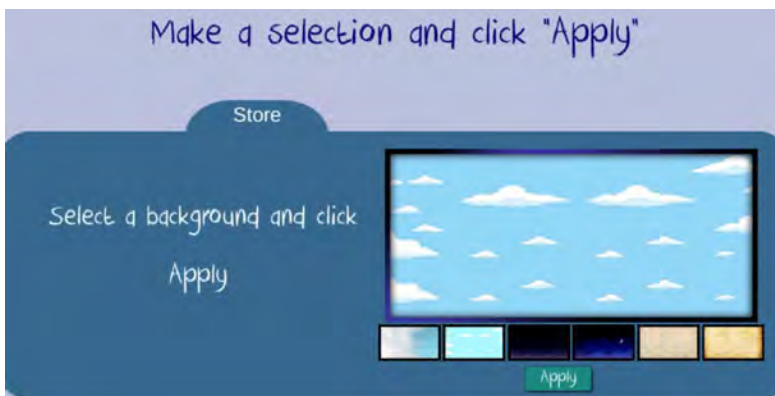 Make a selection and click "Apply"
Store
Select a background and click
Apply
Apply